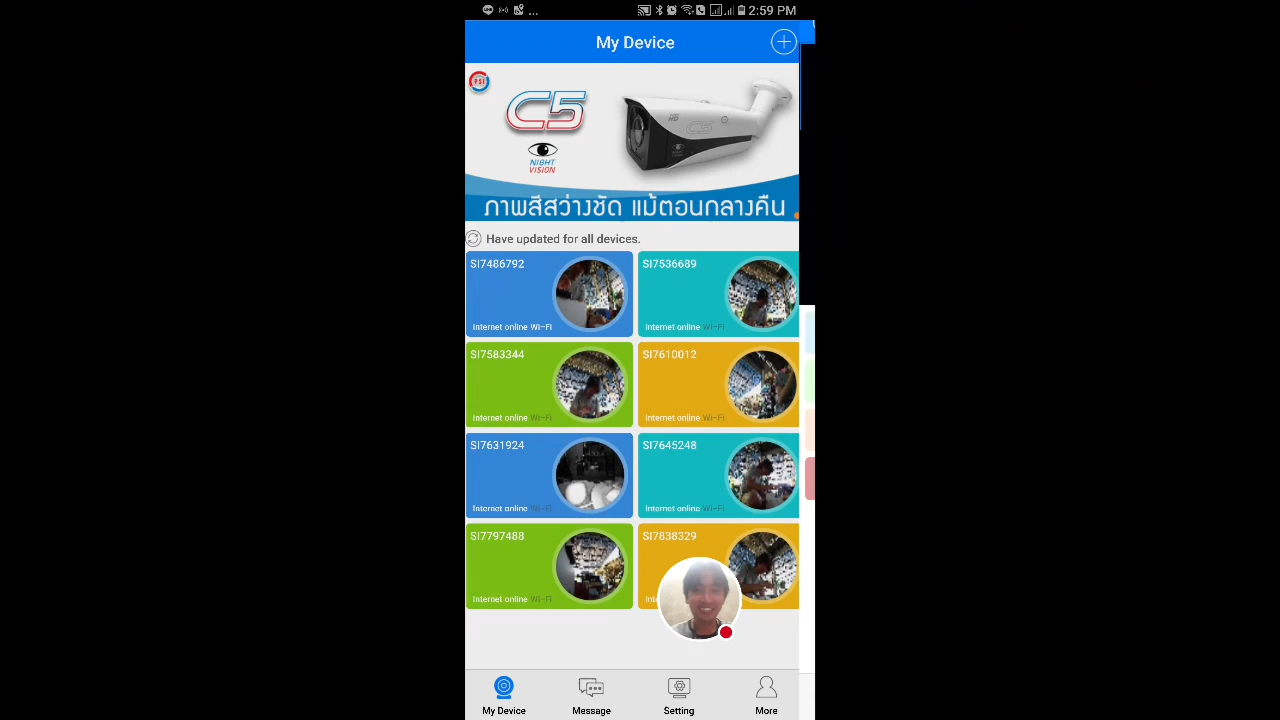 ... 2:59 PM
My Device
PSI
C5
NIGHT
VISION
ภาพสีสว่างชัด แม้ตอนกลางคืน
Have updated for all devices.
SI7486792
Internet online Wi-Fi
SI7536689
Internet online Wi-Fi
SI7583344
Internet online Wi-Fi
SI7610012
Internet online Wi-Fi
SI7631924
Internet online Wi-Fi
SI7645248
Internet online Wi-Fi
SI7797488
Internet online Wi-Fi
SI7838329
My Device
Message
Setting
More